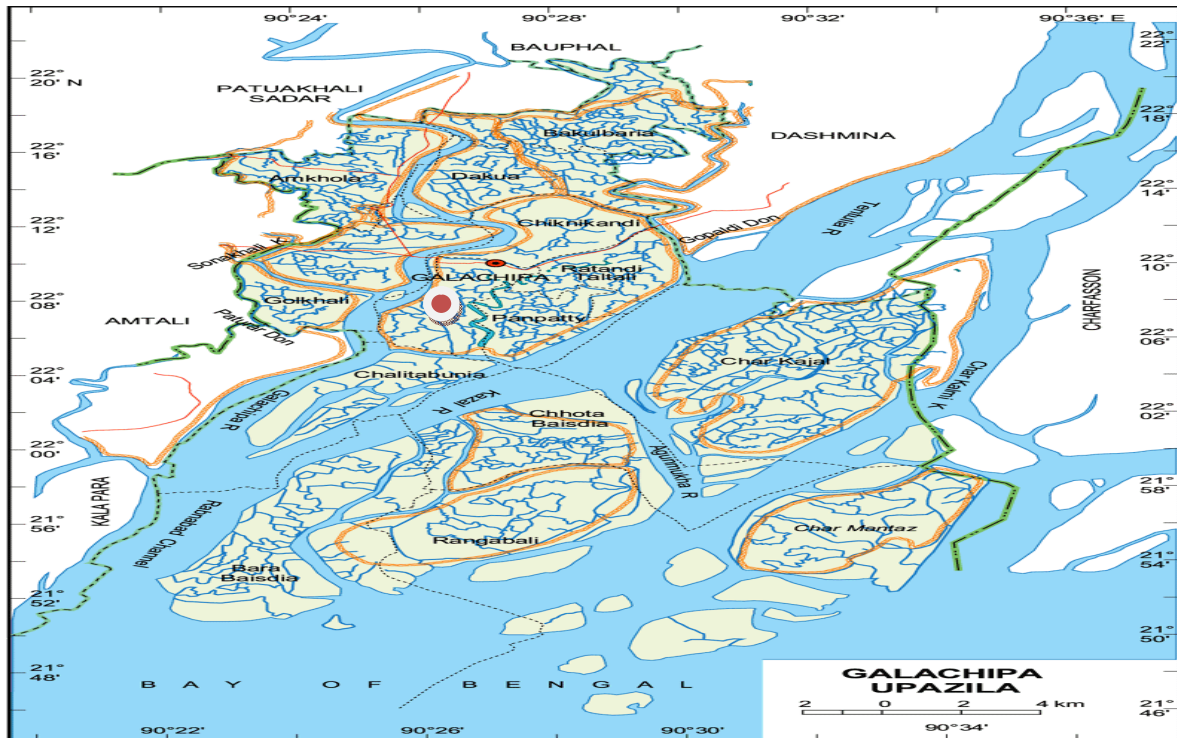 90°24'
90°28'
90°32'
90°36' E
BAUPHAL
22°
22'
22°
20' N
PATUAKHALI
SADAR
22°
18'
DASHMINA
Bakulbaria
22°
16'
Amkhola
Dakua
22°
14'
22°
12'
Chiknikandi
Gopaldi Don
Tentulia R
Sonakhali K
22°
10'
GALACHIPA
Ratandi
Taltali
CHARFASSON
22°
08'
Golkhali
Panpatty
AMTALI
Patuar Don
22°
06'
Char Kajal
22°
04'
Chalitabunia
Galachipa R
Kazal R
Char Kalmi K
22°
02'
Chhota
Baisdia
22°
00'
Agunmukha R
KALA PARA
21°
58'
Rabnabad Channel
21°
56'
Char Mantaz
Rangabali
21°
54'
Bara
Baisdia
21°
52'
21°
50'
21°
48'
BAY OF BENGAL
GALACHIPA
UPAZILA
2 0 2 4 km
21°
46'
90°22'
90°26'
90°30'
90°34'